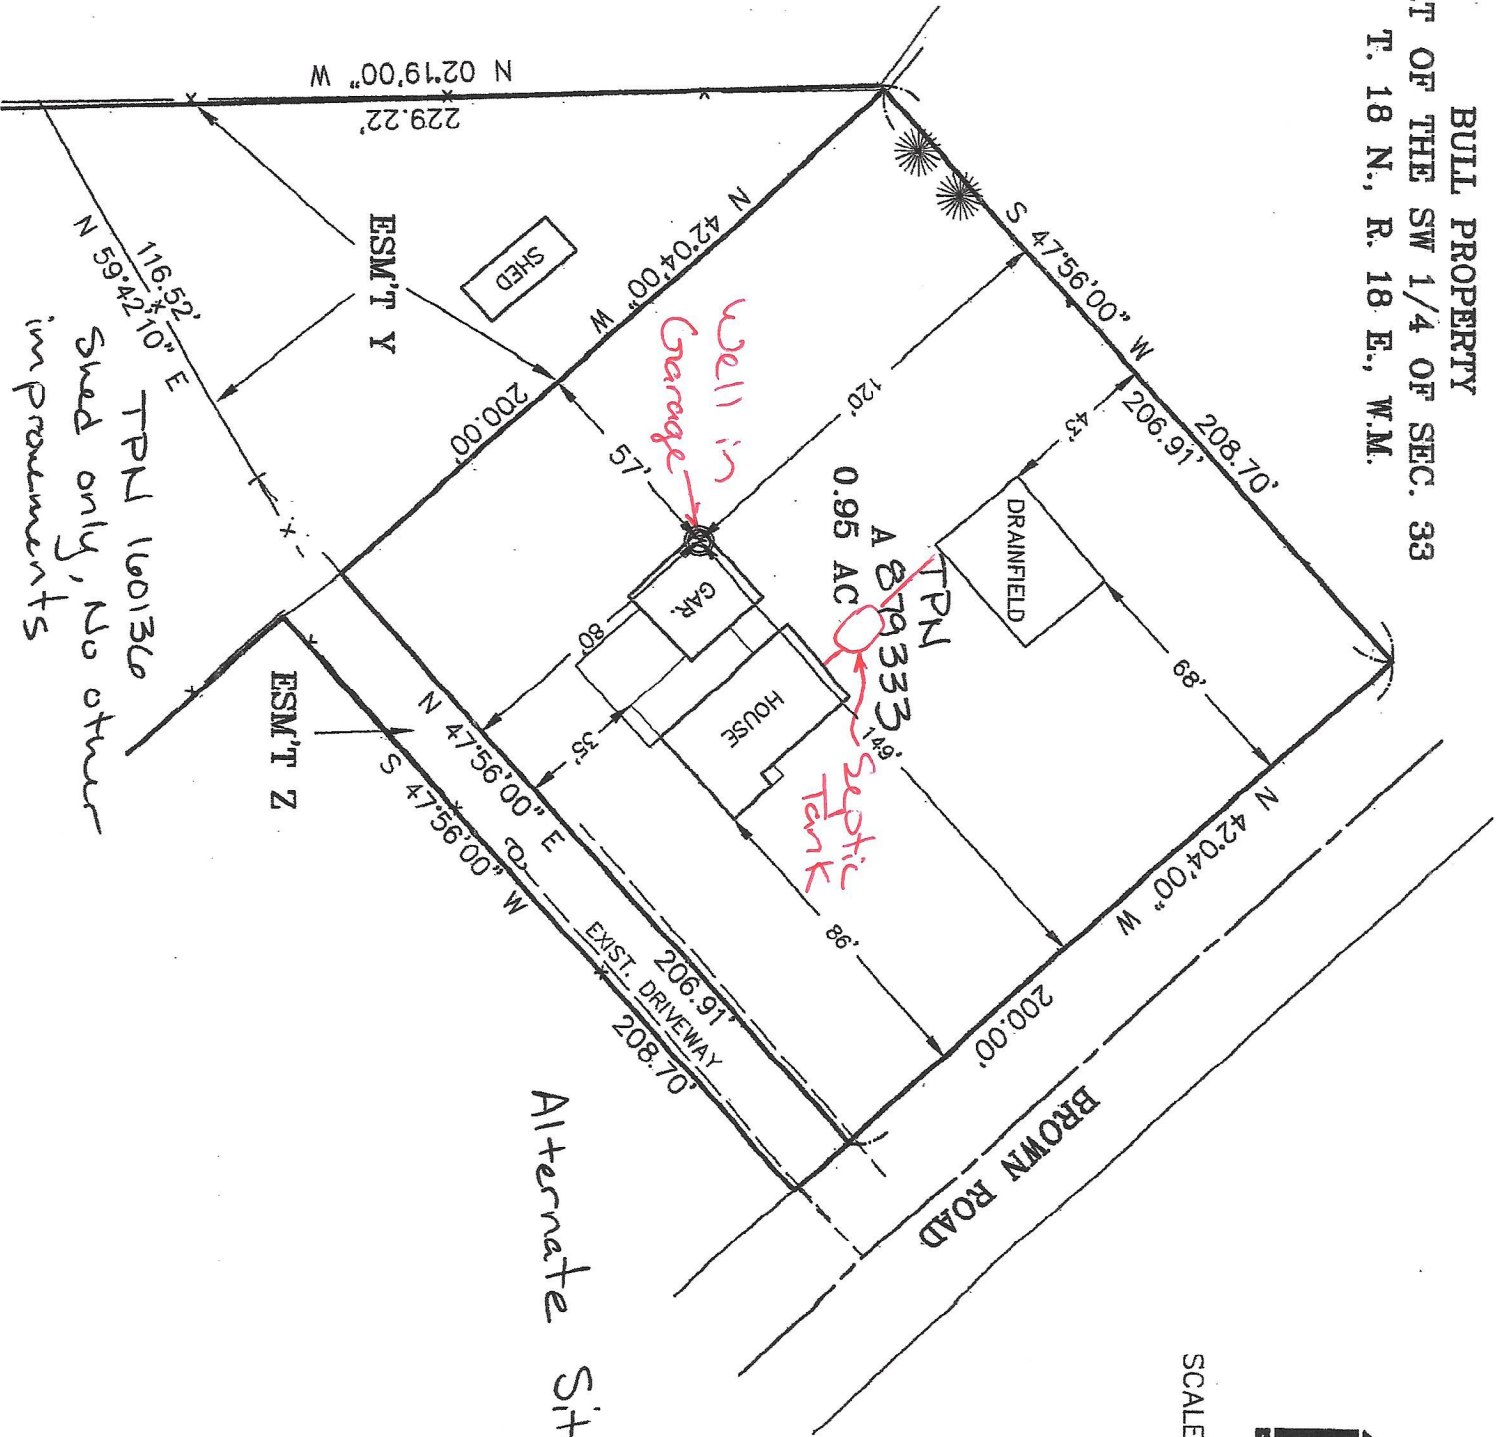 BULL PROPERTY
OF THE SW 1/4 OF SEC. 33
T. 18 N., R. 18 E., W.M.
N 02°19'00" W
229.22'
S 47°56'00" W
208.70'
206.91'
N 42°04'00" W
200.00'
SHED
ESM'T Y
116.52'
N 59°42'10" E
TPN 160136
Shed only, No other
improvements
Well in
Garage
57'
120'
43'
DRAINFIELD
68'
A
0.95 AC
TPN
879333
Septic
Tank
GAR.
HOUSE
149'
80'
35'
86'
N 42°04'00" W
200.00'
N 47°56'00" E
206.91'
ESM'T Z
S 47°56'00" W
208.70'
EXIST. DRIVEWAY
BROWN ROAD
Alternate
SCALE